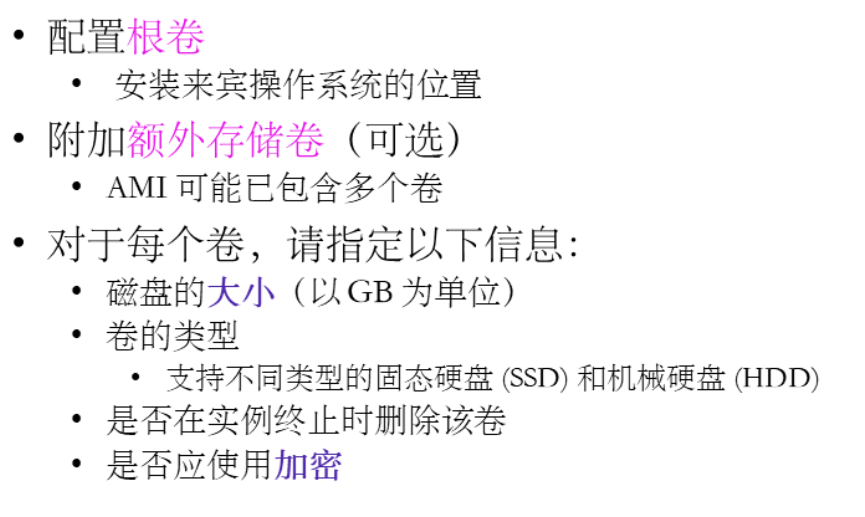 • 配置根卷
• 安装来宾操作系统的位置
• 附加额外存储卷（可选）
• AMI 可能已包含多个卷
• 对于每个卷，请指定以下信息：
• 磁盘的大小（以 GB 为单位）
• 卷的类型
• 支持不同类型的固态硬盘 (SSD) 和机械硬盘 (HDD)
• 是否在实例终止时删除该卷
• 是否应使用加密